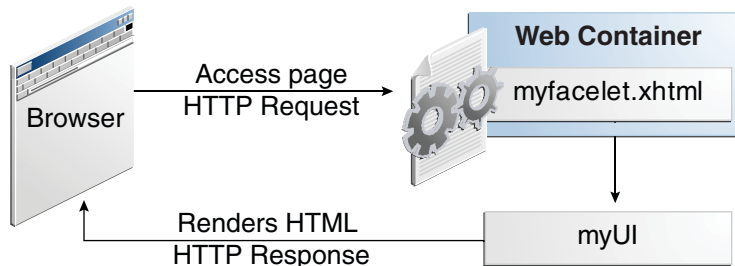 Browser
Access page
HTTP Request
Web Container
myfacelet.xhtml
myUI
Renders HTML
HTTP Response